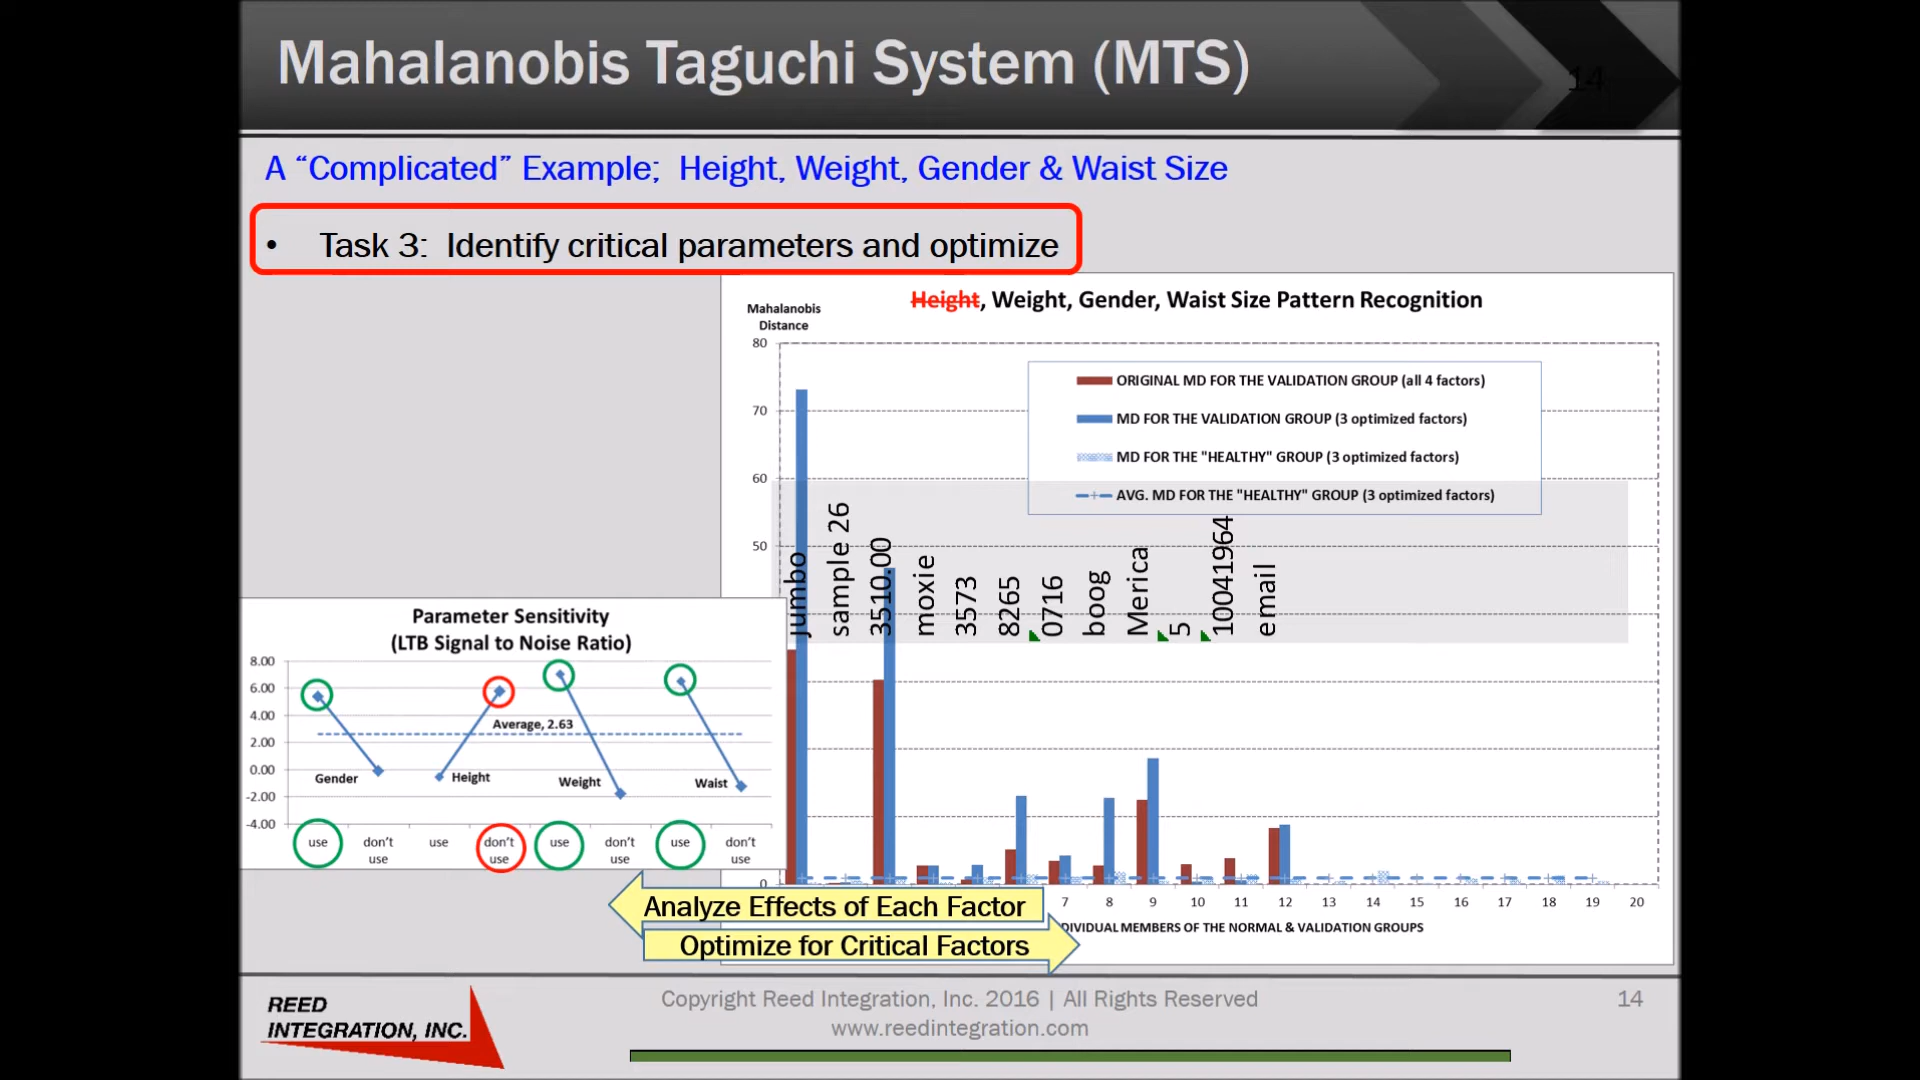 Mahalanobis Taguchi System (MTS)
14
A “Complicated” Example; Height, Weight, Gender & Waist Size
• Task 3: Identify critical parameters and optimize
Height, Weight, Gender, Waist Size Pattern Recognition
Mahalanobis
Distance
80
70
60
50
0
ORIGINAL MD FOR THE VALIDATION GROUP (all 4 factors)
MD FOR THE VALIDATION GROUP (3 optimized factors)
MD FOR THE "HEALTHY" GROUP (3 optimized factors)
AVG. MD FOR THE "HEALTHY" GROUP (3 optimized factors)
jumbo
sample 26
3510.00
moxie
3573
8265
0716
boog
Merica
5
10041964
email
7 8 9 10 11 12 13 14 15 16 17 18 19 20
DIVIDUAL MEMBERS OF THE NORMAL & VALIDATION GROUPS
Parameter Sensitivity
(LTB Signal to Noise Ratio)
8.00
6.00
4.00
2.00
0.00
-2.00
-4.00
Average, 2.63
Gender
Height
Weight
Waist
use don't use use don't use use don't use use don't use
Analyze Effects of Each Factor
Optimize for Critical Factors
REED
INTEGRATION, INC.
Copyright Reed Integration, Inc. 2016 | All Rights Reserved
www.reedintegration.com
14